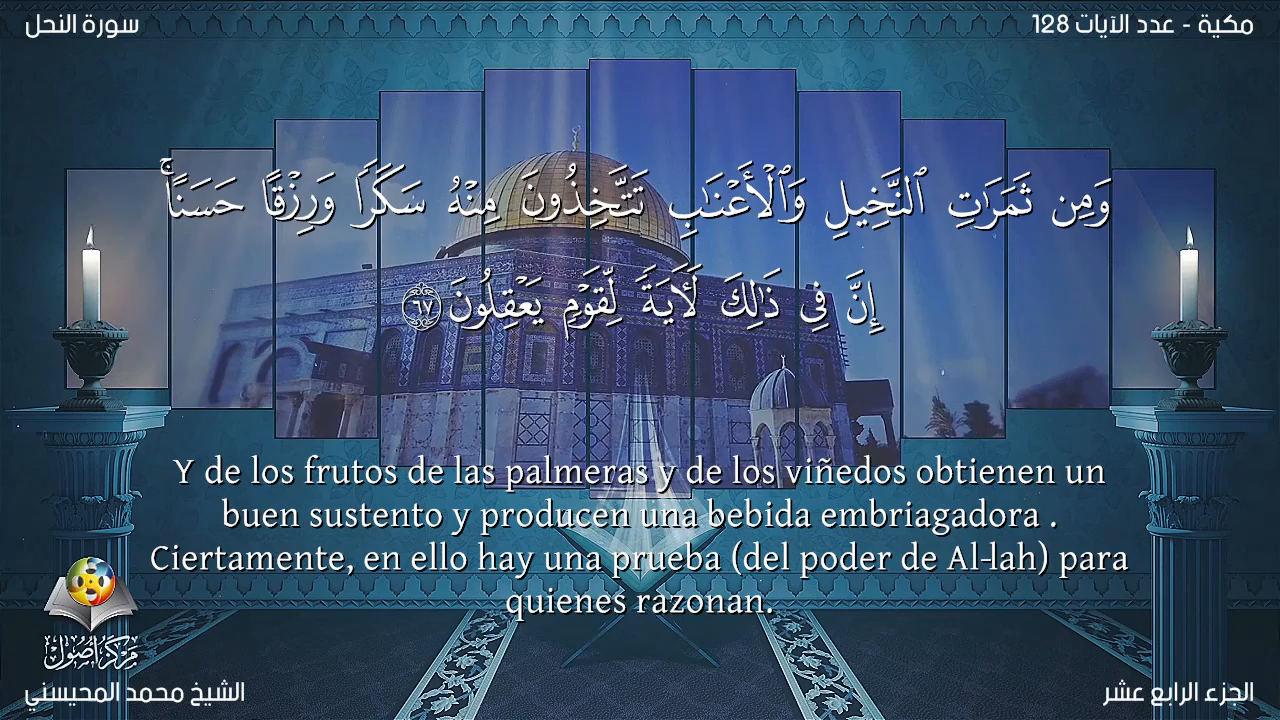 سورة النحل
مكية - عدد الآيات 128
وَمِن ثَمَرَٰتِ ٱلنَّخِيلِ وَٱلْأَعْنَٰبِ تَتَّخِذُونَ مِنْهُ سَكَرًا وَرِزْقًا حَسَنًا ۗ
إِنَّ فِى ذَٰلِكَ لَـَٔايَةً لِّقَوْمٍ يَعْقِلُونَ ٦٧
Y de los frutos de las palmeras y de los viñedos obtienen un
buen sustento y producen una bebida embriagadora .
Ciertamente, en ello hay una prueba (del poder de Al-lah) para
quienes razonan.
مركز أصول
الشيخ محمد المحيسني
الجزء الرابع عشر